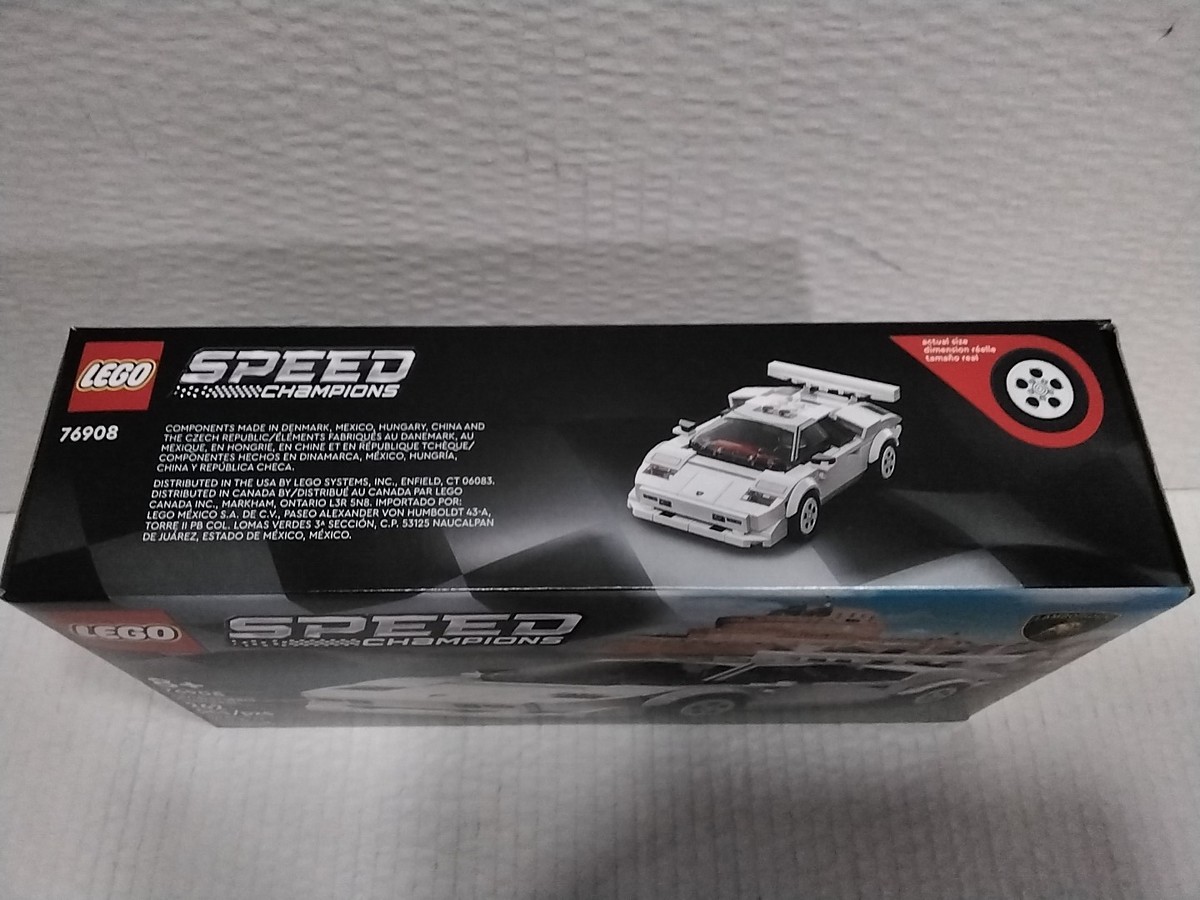 LEGO
SPEED
CHAMPIONS
76908
COMPONENTS MADE IN DENMARK, MEXICO, HUNGARY, CHINA AND
THE CZECH REPUBLIC/ÉLÉMENTS FABRIQUÉS AU DANEMARK, AU
MEXIQUE, EN HONGRIE, EN CHINE ET EN RÉPUBLIQUE TCHÈQUE/
COMPONENTES HECHOS EN DINAMARCA, MÉXICO, HUNGRÍA,
CHINA Y REPÚBLICA CHECA.
DISTRIBUTED IN THE USA BY LEGO SYSTEMS, INC., ENFIELD, CT 06083.
DISTRIBUTED IN CANADA BY/DISTRIBUÉ AU CANADA PAR LEGO
CANADA INC., MARKHAM, ONTARIO L3R 5N8. IMPORTADO POR:
LEGO MÉXICO S.A. DE C.V., PASEO ALEXANDER VON HUMBOLDT 43-A,
TORRE II PB COL. LOMAS VERDES 3ª SECCIÓN, C.P. 53125 NAUCALPAN
DE JUÁREZ, ESTADO DE MÉXICO, MÉXICO.
actual size
dimension réelle
tamaño real
LEGO
SPEED
CHAMPIONS